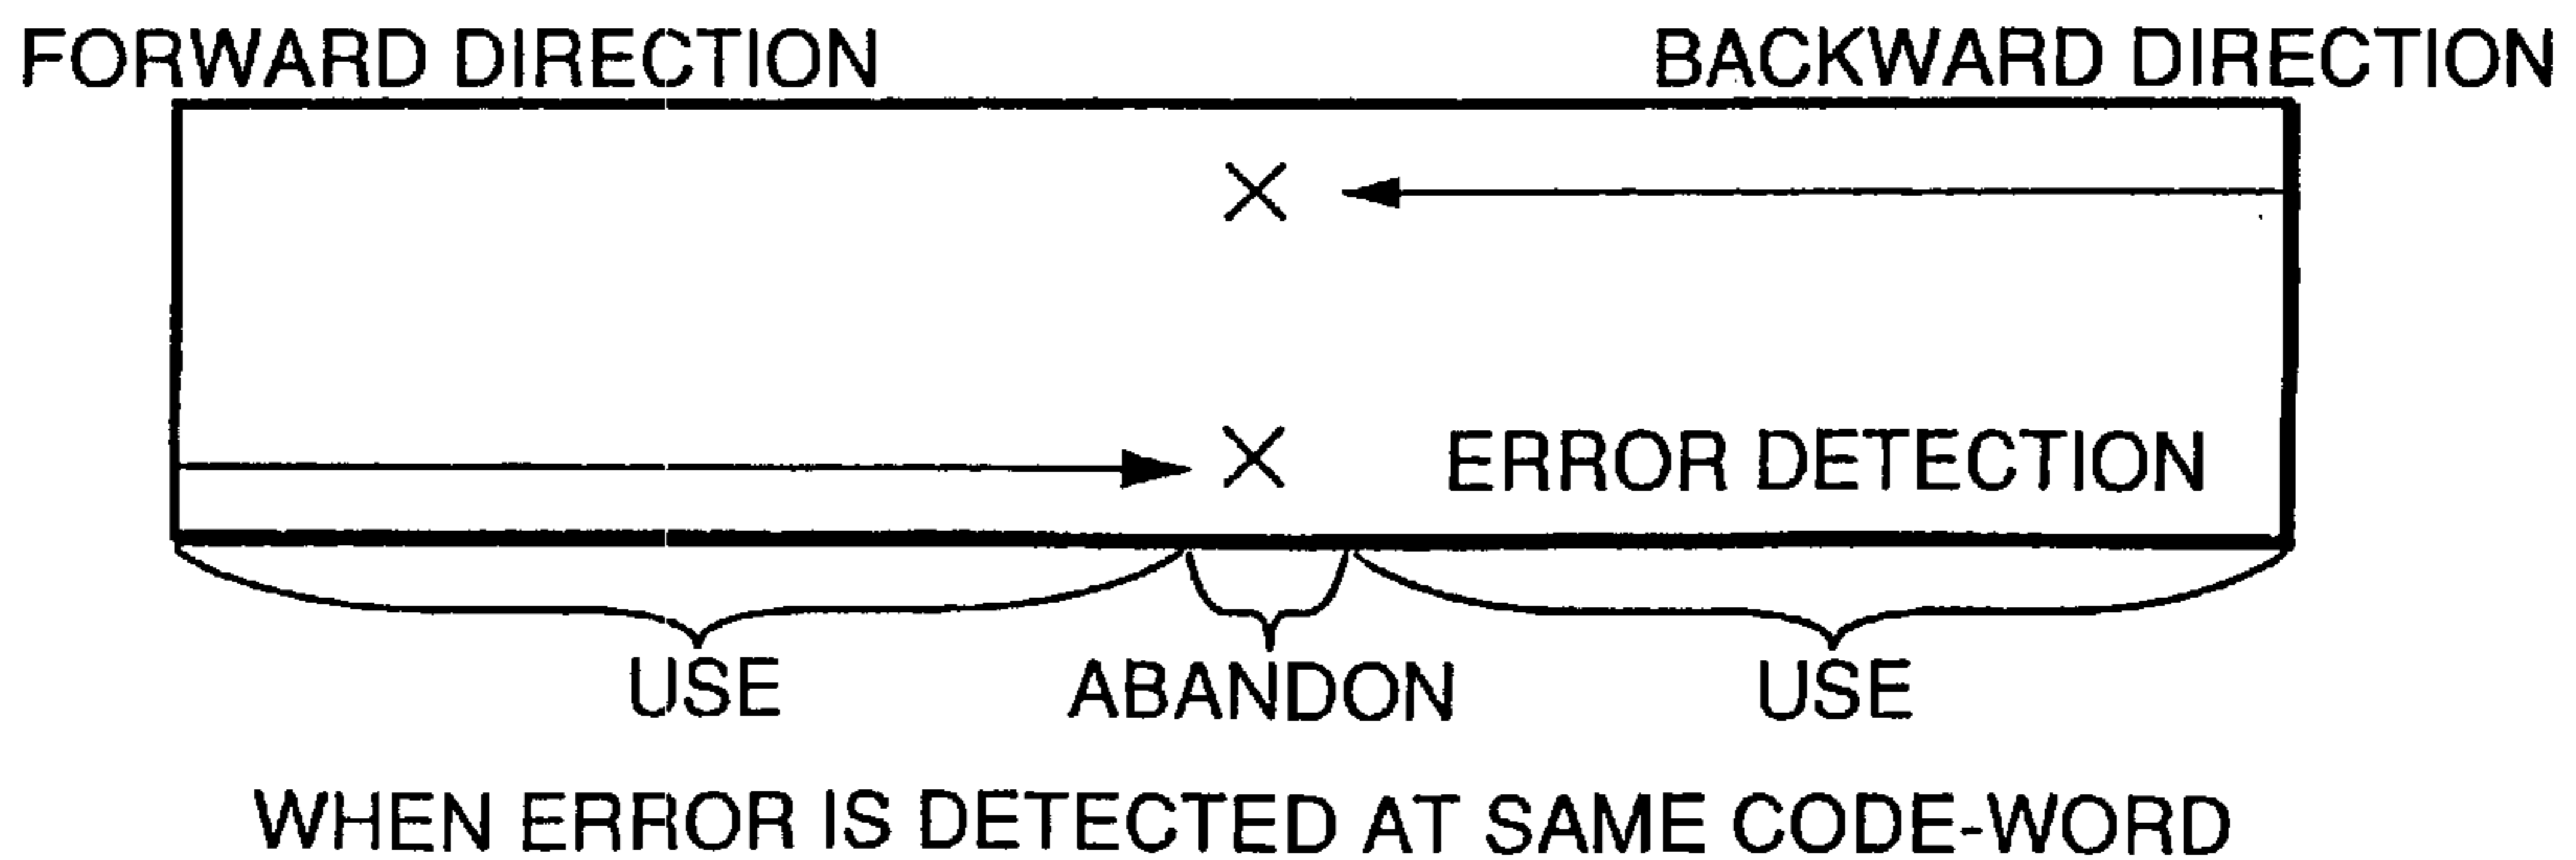 FORWARD DIRECTION BACKWARD DIRECTION
ERROR DETECTION
USE ABANDON USE
WHEN ERROR IS DETECTED AT SAME CODE-WORD